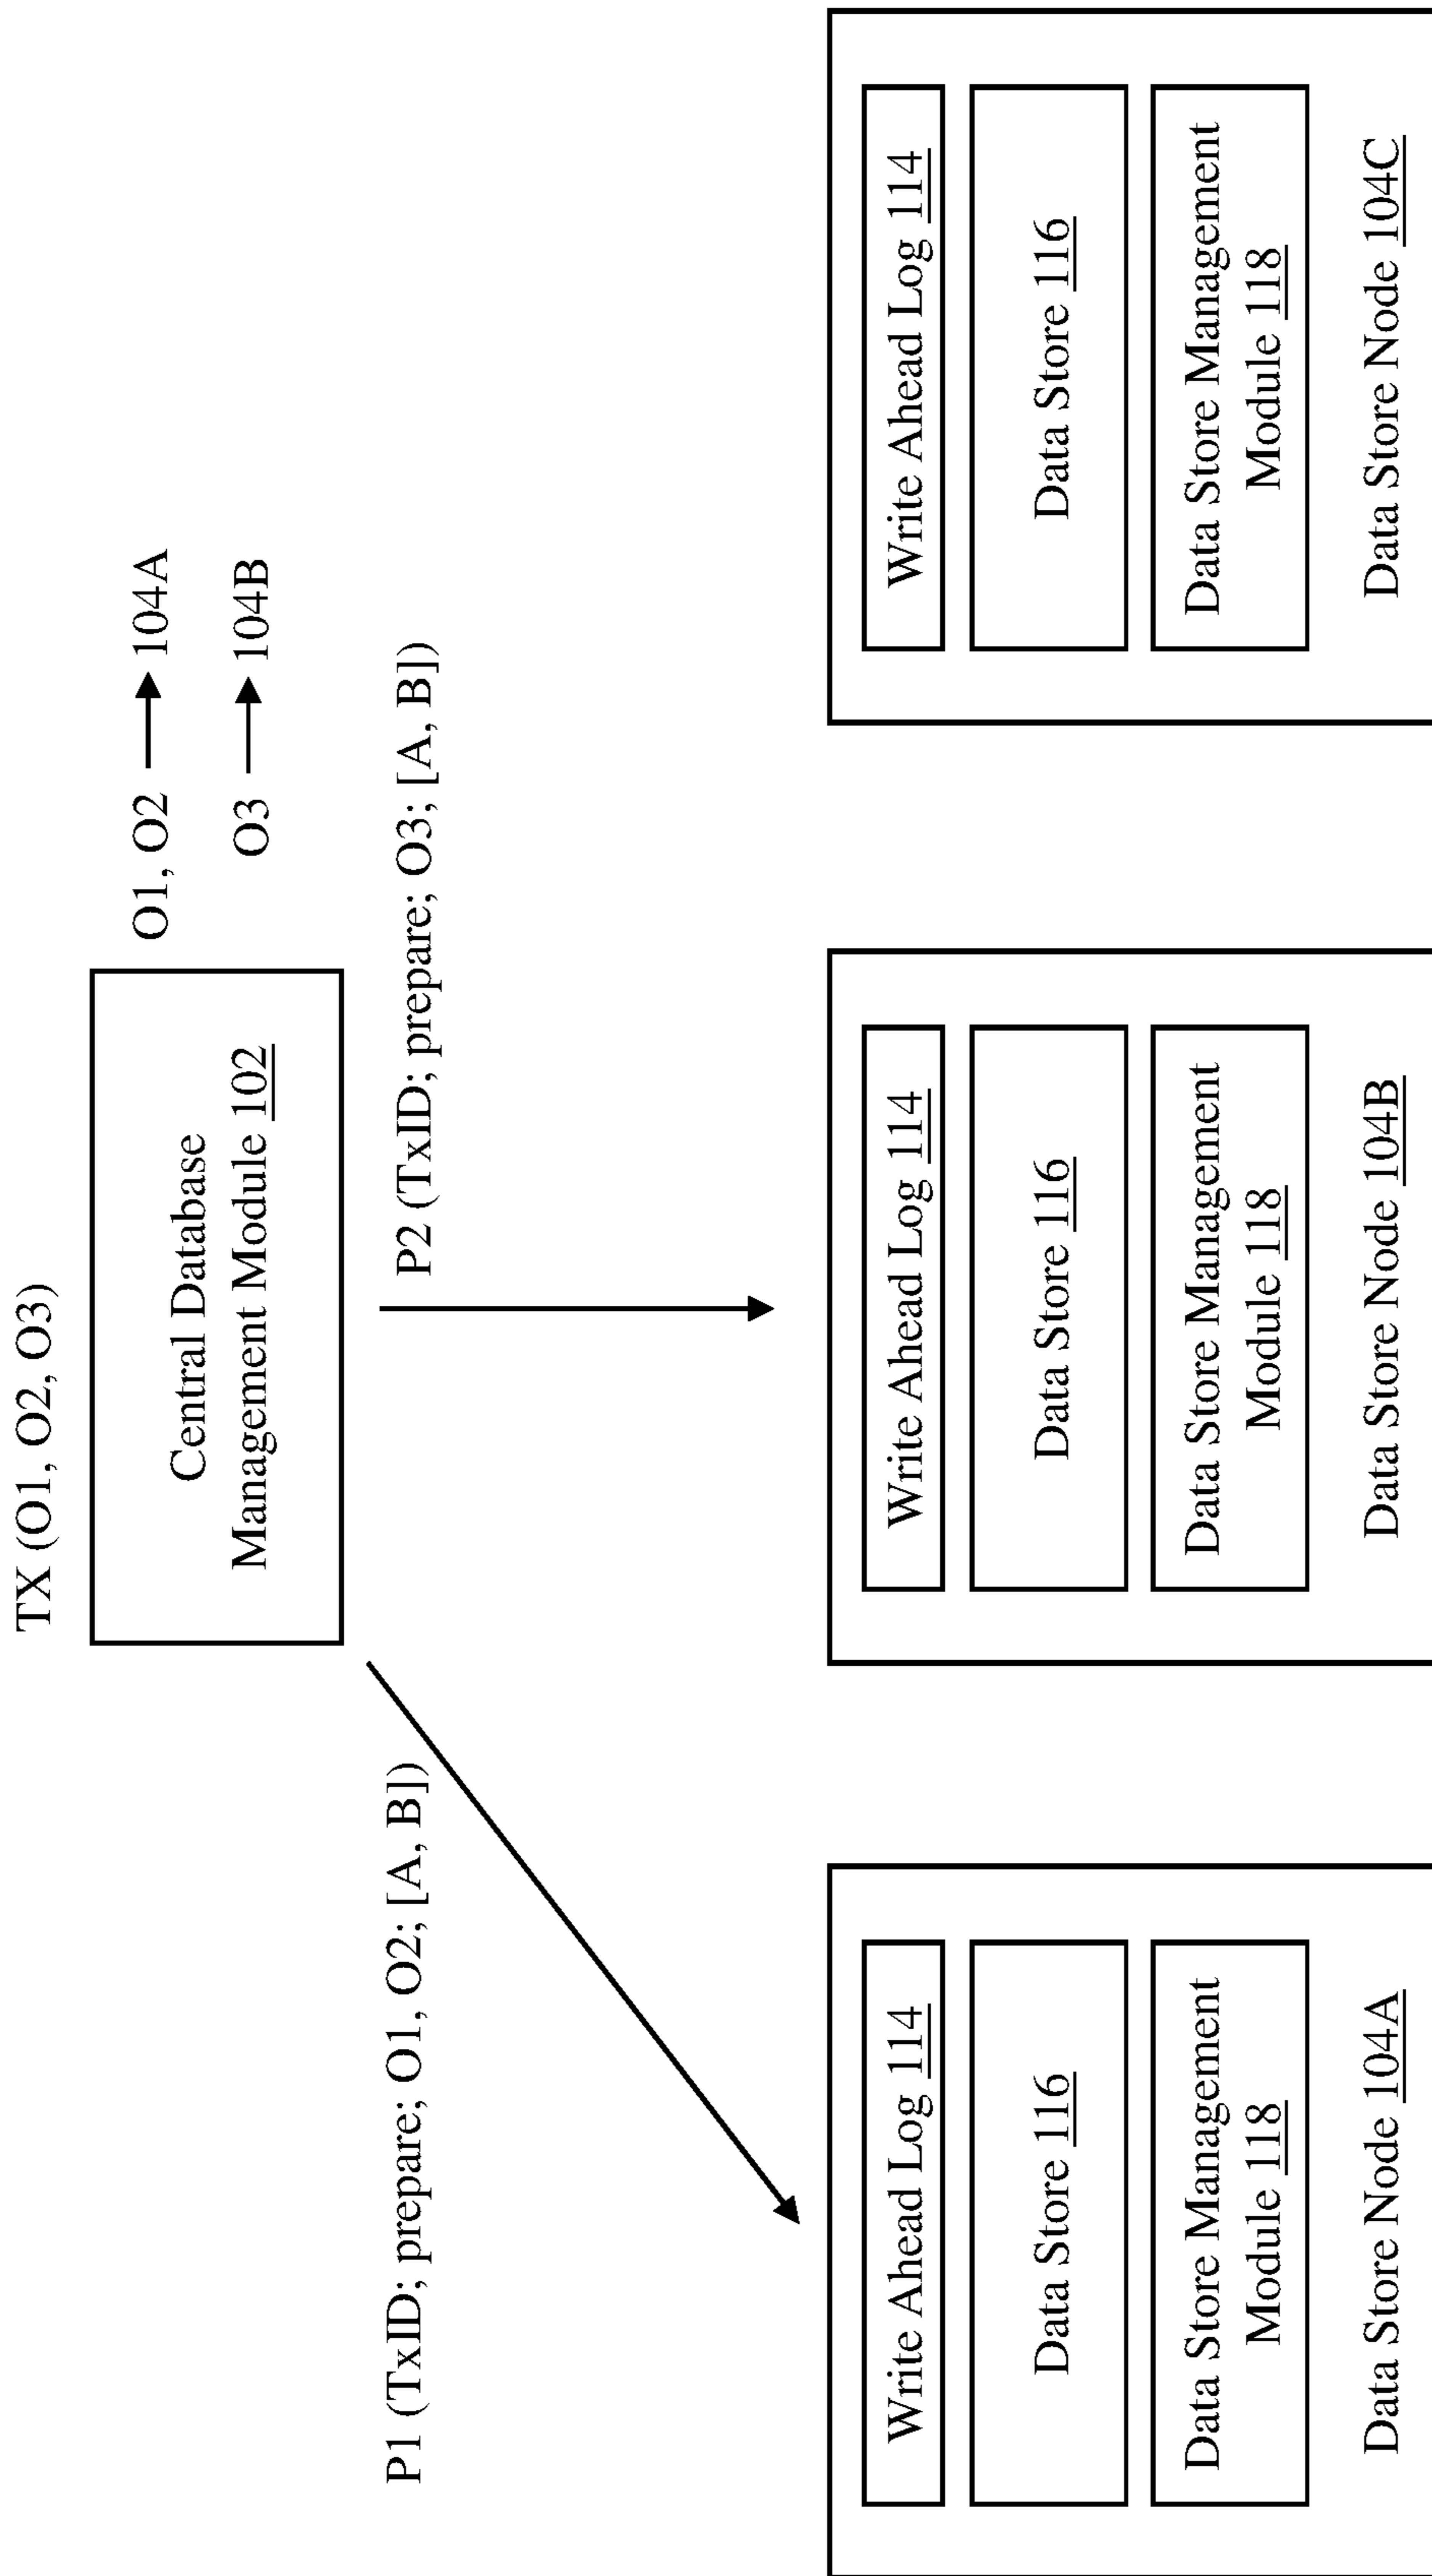 TX (O1, O2, O3)
Central Database
Management Module 102
O1, O2 → 104A
O3 → 104B
P1 (TxID; prepare; O1, O2; [A, B])
P2 (TxID; prepare; O3; [A, B])
Write Ahead Log 114
Data Store 116
Data Store Management
Module 118
Data Store Node 104A
Write Ahead Log 114
Data Store 116
Data Store Management
Module 118
Data Store Node 104B
Write Ahead Log 114
Data Store 116
Data Store Management
Module 118
Data Store Node 104C